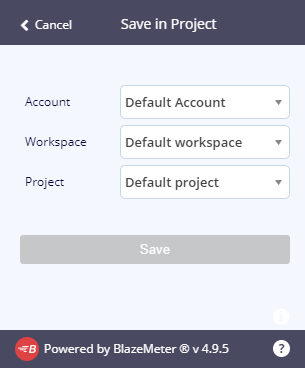 Cancel Save in Project
Account Default Account
Workspace Default workspace
Project Default project
Save
i
B Powered by BlazeMeter ® v 4.9.5 ?